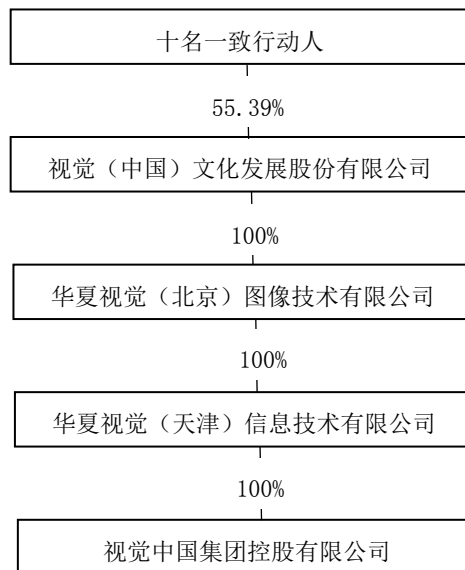 十名一致行动人
55.39%
视觉（中国）文化发展股份有限公司
100%
华夏视觉（北京）图像技术有限公司
100%
华夏视觉（天津）信息技术有限公司
100%
视觉中国集团控股有限公司